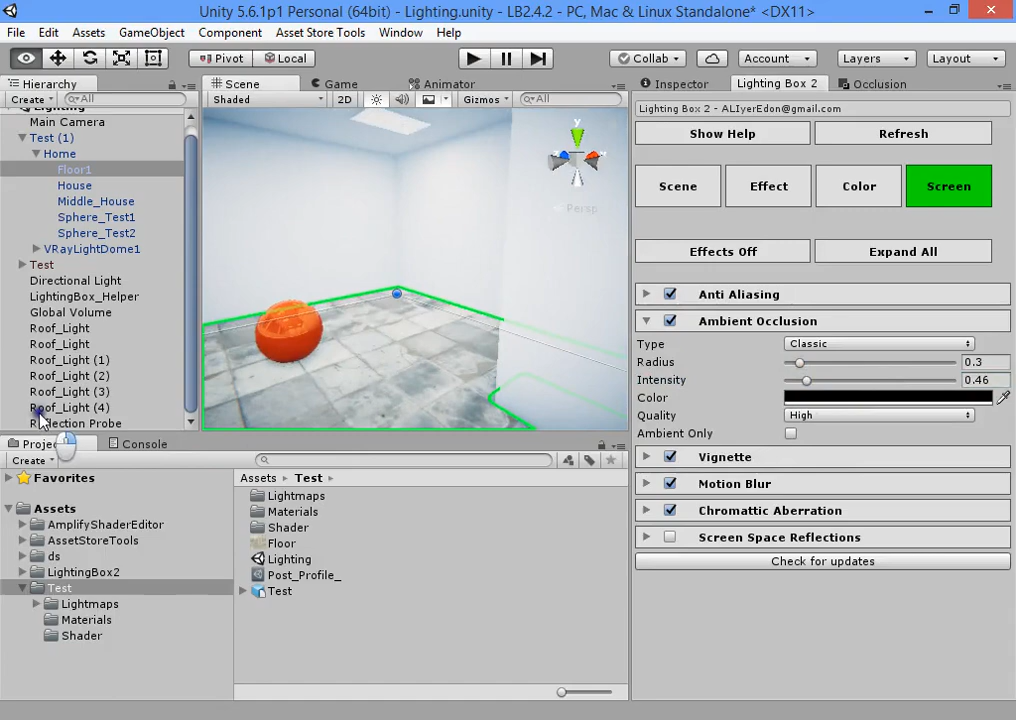 Unity 5.6.1p1 Personal (64bit) - Lighting.unity - LB2.4.2 - PC, Mac & Linux Standalone* <DX11>
File Edit Assets GameObject Component Asset Store Tools Window Help
Pivot Local Collab Account Layers Layout
Hierarchy
Create All
Main Camera
Test (1)
Home
Floor1
House
Middle_House
Sphere_Test1
Sphere_Test2
VRayLightDome1
Test
Directional Light
LightingBox_Helper
Global Volume
Roof_Light
Roof_Light
Roof_Light (1)
Roof_Light (2)
Roof_Light (3)
Roof_Light (4)
Scene Game Animator
Shaded 2D Gizmos All
y
Persp
Inspector Lighting Box 2 Occlusion
Lighting Box 2 - ALIyerEdon@gmail.com
Show Help Refresh
Scene Effect Color Screen
Effects Off Expand All
Anti Aliasing
Ambient Occlusion
Type Classic
Radius 0.3
Intensity 0.46
Color
Quality High
Ambient Only
Vignette
Motion Blur
Chromattic Aberration
Screen Space Reflections
Check for updates
Console
Create
Favorites
Assets
AmplifyShaderEditor
AssetStoreTools
ds
LightingBox2
Test
Lightmaps
Materials
Shader
Assets Test
Lightmaps
Materials
Shader
Floor
Lighting
Post_Profile_
Test